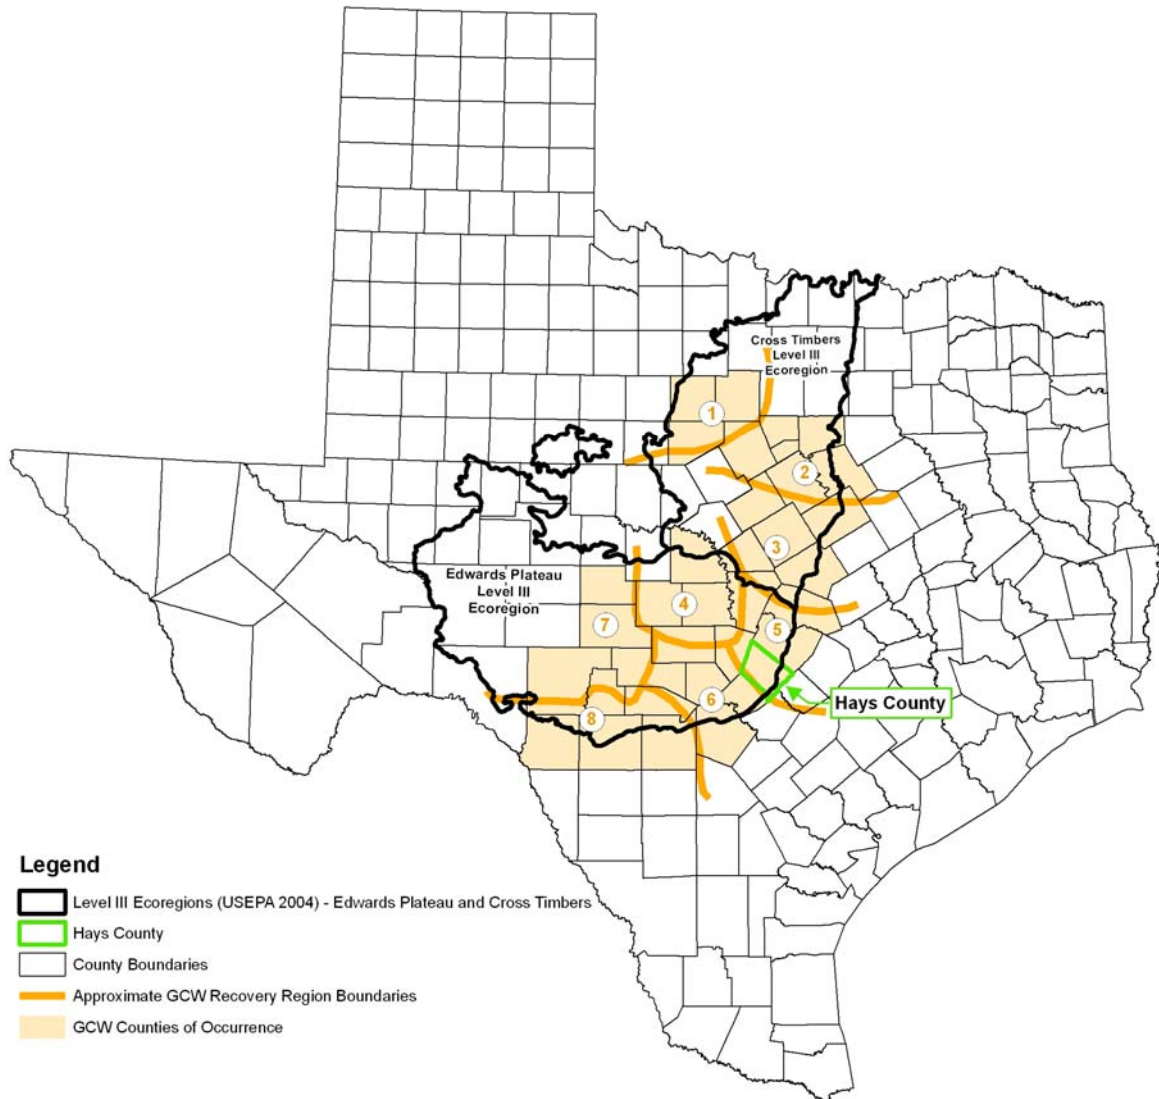 Cross Timbers
Level III
Ecoregion
1
2
3
Edwards Plateau
Level III
Ecoregion
4
7
5
6
Hays County
8
Legend
Level III Ecoregions (USEPA 2004) - Edwards Plateau and Cross Timbers
Hays County
County Boundaries
Approximate GCW Recovery Region Boundaries
GCW Counties of Occurrence